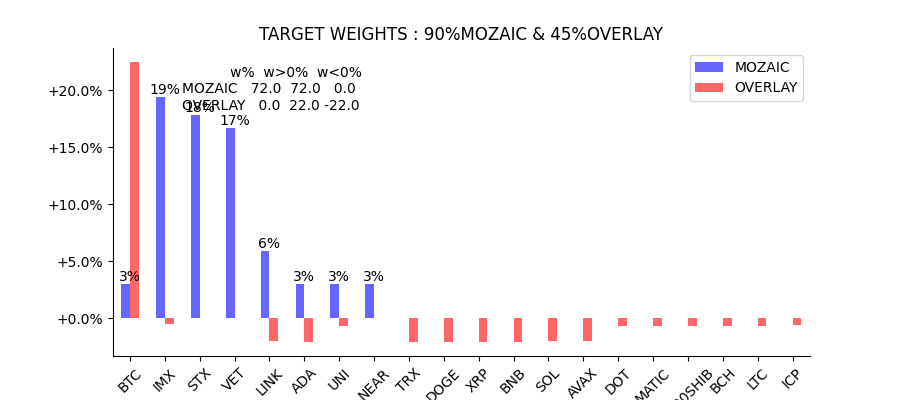 TARGET WEIGHTS : 90%MOZAIC & 45%OVERLAY
w% w>0% w<0%
MOZAIC 72.0 72.0 0.0
OVERLAY 0.0 22.0 -22.0
MOZAIC
OVERLAY
+20.0%
+15.0%
+10.0%
+5.0%
+0.0%
3%
19%
18%
17%
6%
3%
3%
3%
BTC
IMX
STX
VET
LINK
ADA
UNI
NEAR
TRX
DOGE
XRP
BNB
SOL
AVAX
DOT
MATIC
BCH
LTC
ICP